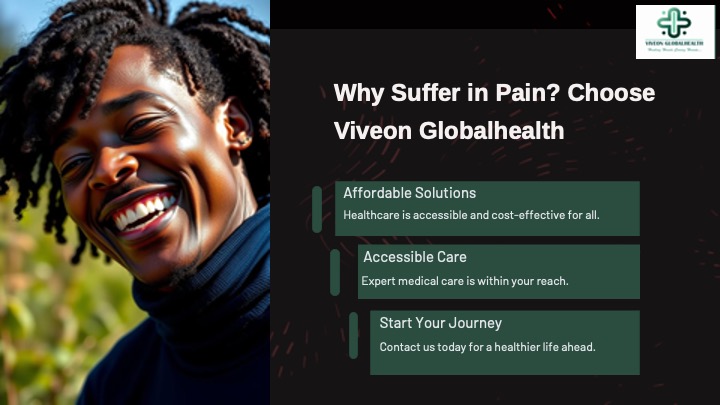 VIVEON GLOBALHEALTH
Why Suffer in Pain? Choose
Viveon Globalhealth
Affordable Solutions
Healthcare is accessible and cost-effective for all.
Accessible Care
Expert medical care is within your reach.
Start Your Journey
Contact us today for a healthier life ahead.